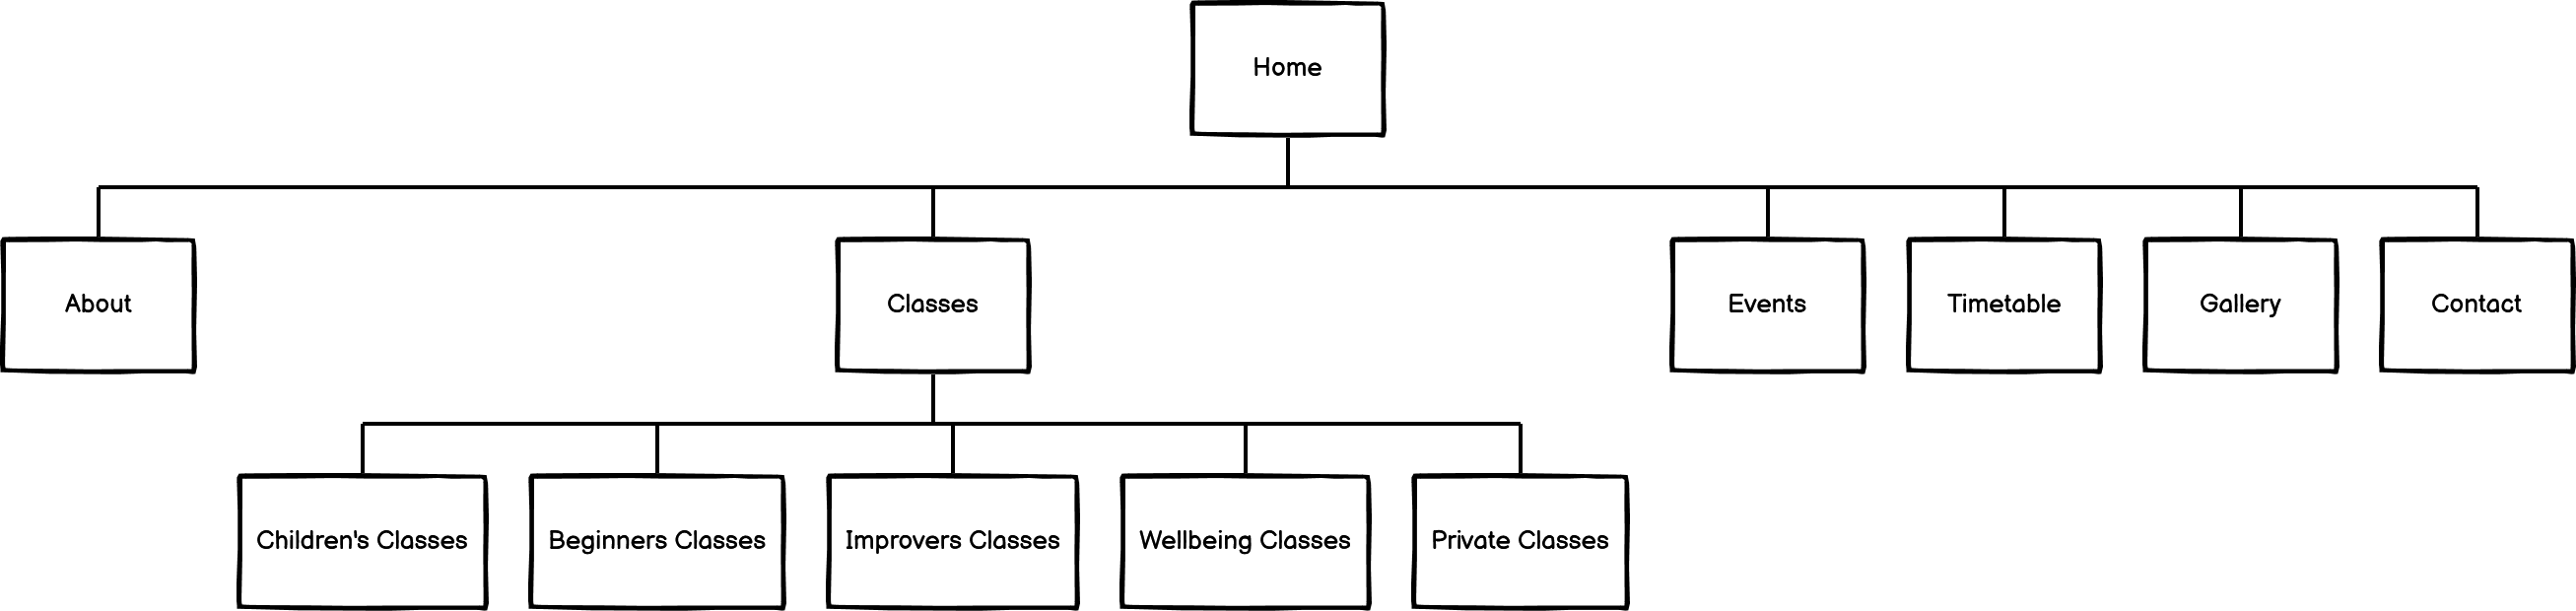 Home
About
Classes
Events
Timetable
Gallery
Contact
Children's Classes
Beginners Classes
Improvers Classes
Wellbeing Classes
Private Classes